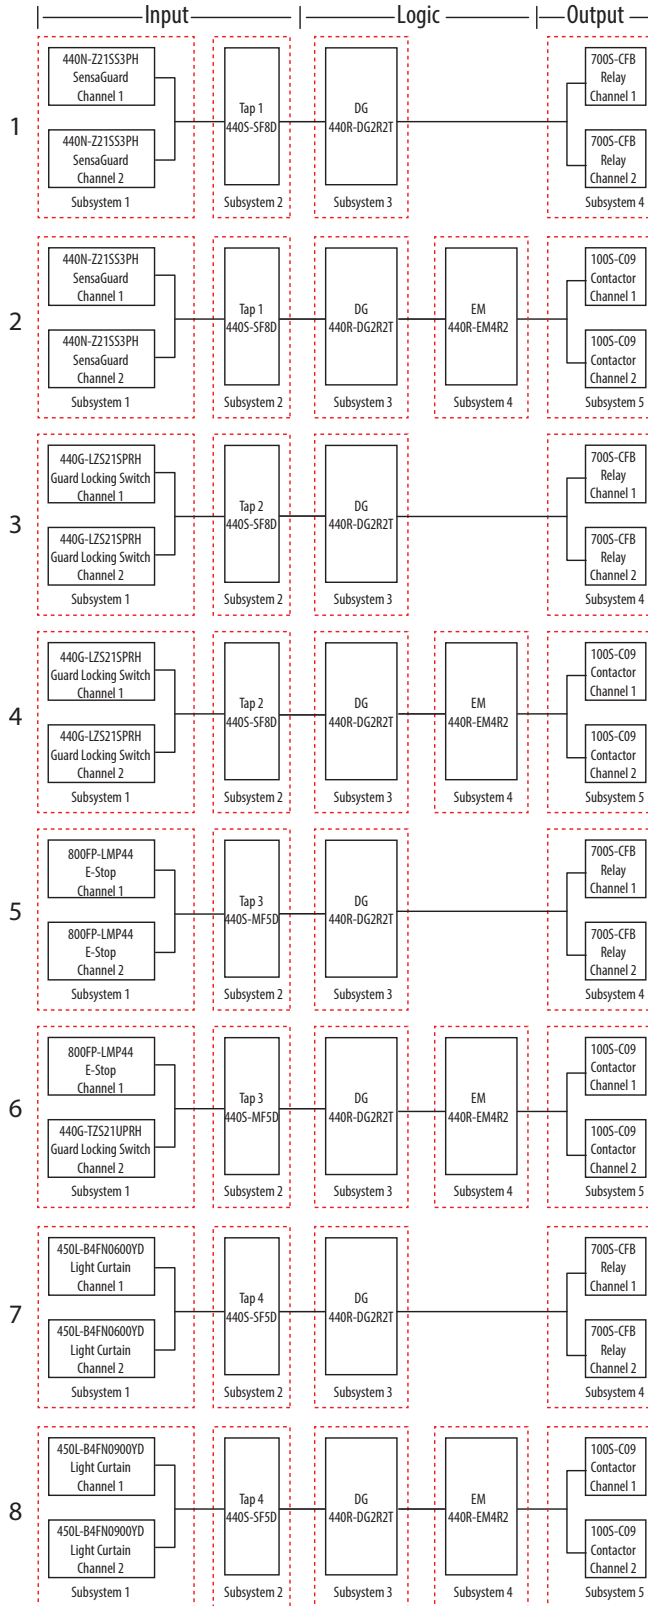 Input
Logic
Output
1
440N-Z21SS3PH
SensaGuard
Channel 1
440N-Z21SS3PH
SensaGuard
Channel 2
Subsystem 1
Tap 1
440S-SF8D
Subsystem 2
DG
440R-DG2R2T
Subsystem 3
700S-CFB
Relay
Channel 1
700S-CFB
Relay
Channel 2
Subsystem 4
2
440N-Z21SS3PH
SensaGuard
Channel 1
440N-Z21SS3PH
SensaGuard
Channel 2
Subsystem 1
Tap 1
440S-SF8D
Subsystem 2
DG
440R-DG2R2T
Subsystem 3
EM
440R-EM4R2
Subsystem 4
100S-C09
Contactor
Channel 1
100S-C09
Contactor
Channel 2
Subsystem 5
3
440G-LZS21SPRH
Guard Locking Switch
Channel 1
440G-LZS21SPRH
Guard Locking Switch
Channel 2
Subsystem 1
Tap 2
440S-SF8D
Subsystem 2
DG
440R-DG2R2T
Subsystem 3
700S-CFB
Relay
Channel 1
700S-CFB
Relay
Channel 2
Subsystem 4
4
440G-LZS21SPRH
Guard Locking Switch
Channel 1
440G-LZS21SPRH
Guard Locking Switch
Channel 2
Subsystem 1
Tap 2
440S-SF8D
Subsystem 2
DG
440R-DG2R2T
Subsystem 3
EM
440R-EM4R2
Subsystem 4
100S-C09
Contactor
Channel 1
100S-C09
Contactor
Channel 2
Subsystem 5
5
800FP-LMP44
E-Stop
Channel 1
800FP-LMP44
E-Stop
Channel 2
Subsystem 1
Tap 3
440S-MF5D
Subsystem 2
DG
440R-DG2R2T
Subsystem 3
700S-CFB
Relay
Channel 1
700S-CFB
Relay
Channel 2
Subsystem 4
6
800FP-LMP44
E-Stop
Channel 1
440G-TZS21UPRH
Guard Locking Switch
Channel 2
Subsystem 1
Tap 3
440S-MF5D
Subsystem 2
DG
440R-DG2R2T
Subsystem 3
EM
440R-EM4R2
Subsystem 4
100S-C09
Contactor
Channel 1
100S-C09
Contactor
Channel 2
Subsystem 5
7
450L-B4FN0600YD
Light Curtain
Channel 1
450L-B4FN0600YD
Light Curtain
Channel 2
Subsystem 1
Tap 4
440S-SF5D
Subsystem 2
DG
440R-DG2R2T
Subsystem 3
700S-CFB
Relay
Channel 1
700S-CFB
Relay
Channel 2
Subsystem 4
8
450L-B4FN0900YD
Light Curtain
Channel 1
450L-B4FN0900YD
Light Curtain
Channel 2
Subsystem 1
Tap 4
440S-SF5D
Subsystem 2
DG
440R-DG2R2T
Subsystem 3
EM
440R-EM4R2
Subsystem 4
100S-C09
Contactor
Channel 1
100S-C09
Contactor
Channel 2
Subsystem 5